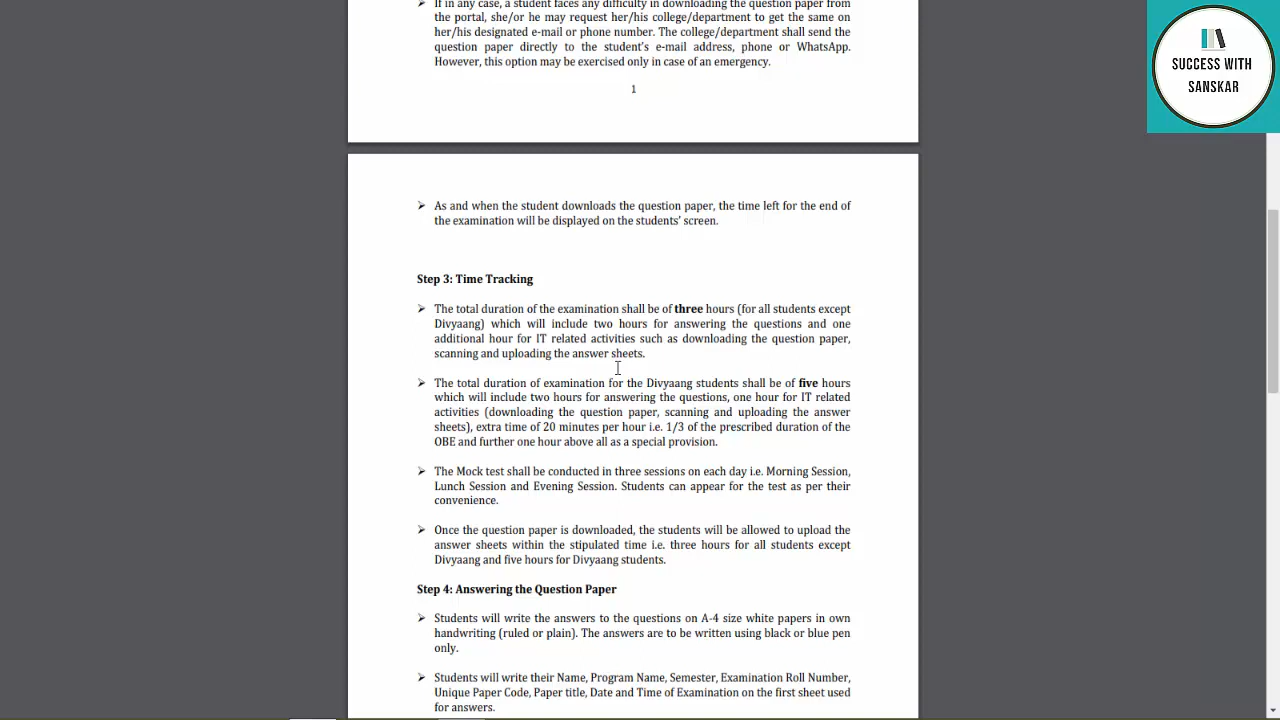 If in any case, a student faces any difficulty in downloading the question paper from
the portal, she/or he may request her/his college/department to get the same on
her/his designated e-mail or phone number. The college/department shall send the
question paper directly to the student's e-mail address, phone or WhatsApp.
However, this option may be exercised only in case of an emergency.
1
As and when the student downloads the question paper, the time left for the end of
the examination will be displayed on the students' screen.
Step 3: Time Tracking
The total duration of the examination shall be of three hours (for all students except
Divyaang) which will include two hours for answering the questions and one
additional hour for IT related activities such as downloading the question paper,
scanning and uploading the answer sheets.
The total duration of examination for the Divyaang students shall be of five hours
which will include two hours for answering the questions, one hour for IT related
activities (downloading the question paper, scanning and uploading the answer
sheets), extra time of 20 minutes per hour i.e. 1/3 of the prescribed duration of the
OBE and further one hour above all as a special provision.
The Mock test shall be conducted in three sessions on each day i.e. Morning Session,
Lunch Session and Evening Session. Students can appear for the test as per their
convenience.
Once the question paper is downloaded, the students will be allowed to upload the
answer sheets within the stipulated time i.e. three hours for all students except
Divyaang and five hours for Divyaang students.
Step 4: Answering the Question Paper
Students will write the answers to the questions on A-4 size white papers in own
handwriting (ruled or plain). The answers are to be written using black or blue pen
only.
Students will write their Name, Program Name, Semester, Examination Roll Number,
Unique Paper Code, Paper title, Date and Time of Examination on the first sheet used
for answers.
SUCCESS WITH
SANSKAR